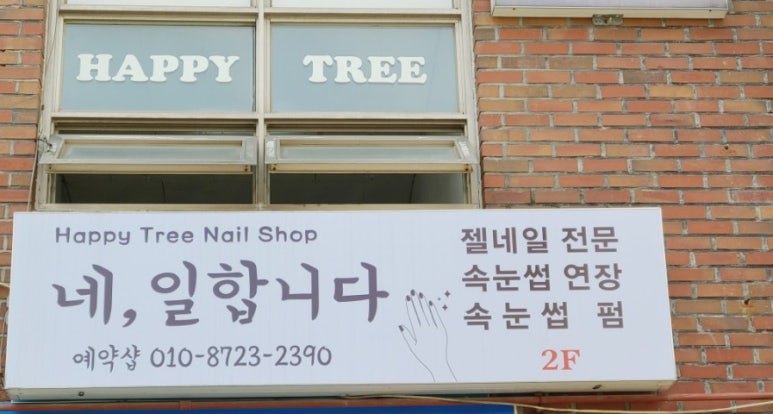 HAPPY TREE
Happy Tree Nail Shop
네, 일합니다
예약샵 010-8723-2390
젤네일 전문
속눈썹 연장
속눈썹 펌
2F